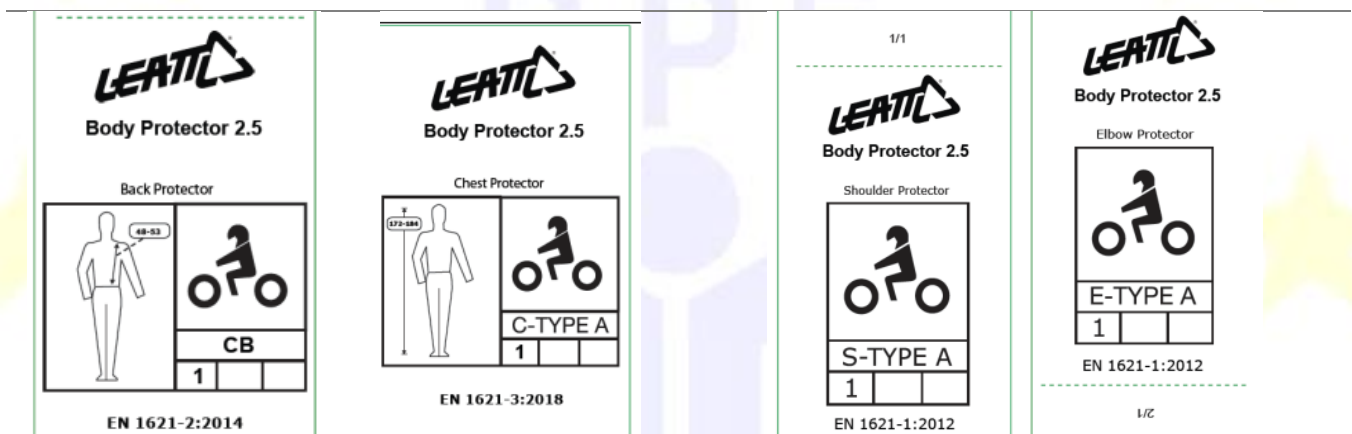 LEATT
Body Protector 2.5
Back Protector
48-53
CB
1
EN 1621-2:2014
LEATT
Body Protector 2.5
Chest Protector
172-184
C-TYPE A
1
EN 1621-3:2018
1/1
LEATT
Body Protector 2.5
Shoulder Protector
S-TYPE A
1
EN 1621-1:2012
LEATT
Body Protector 2.5
Elbow Protector
E-TYPE A
1
EN 1621-1:2012
1/2